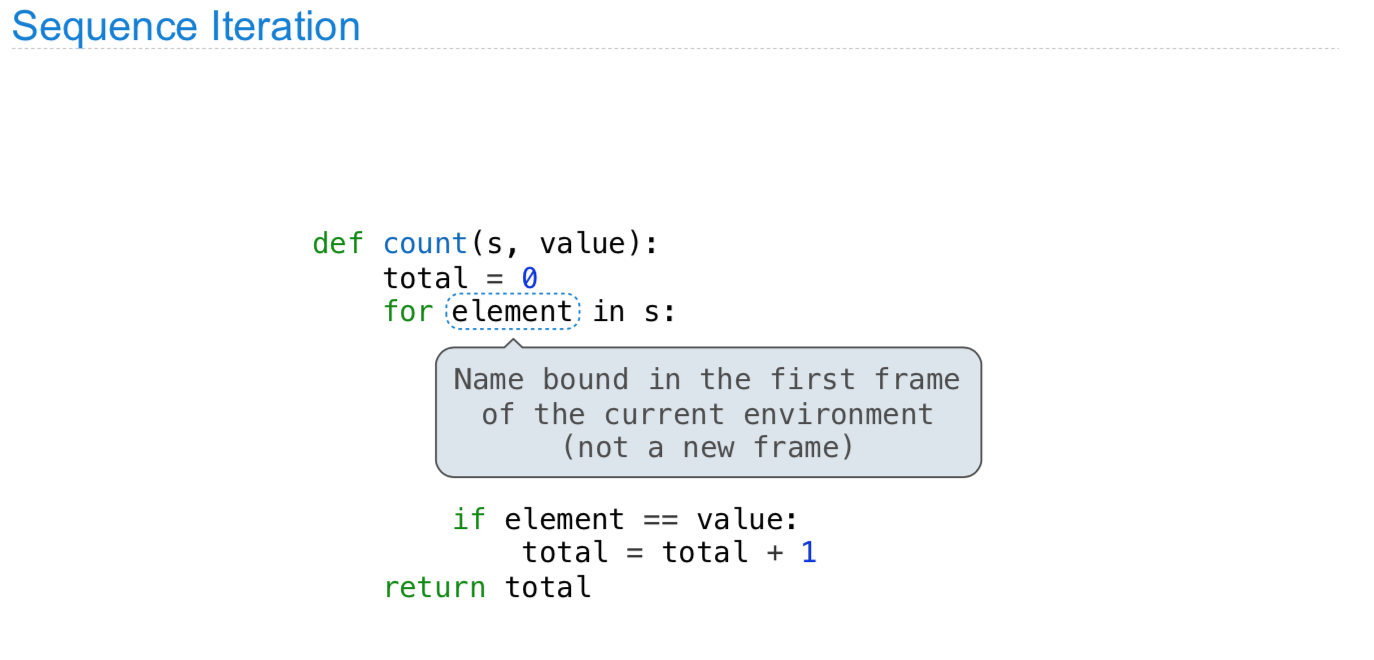 Sequence Iteration
def count(s, value):
    total = 0
    for element in s:
Name bound in the first frame
of the current environment
(not a new frame)
        if element == value:
            total = total + 1
    return total